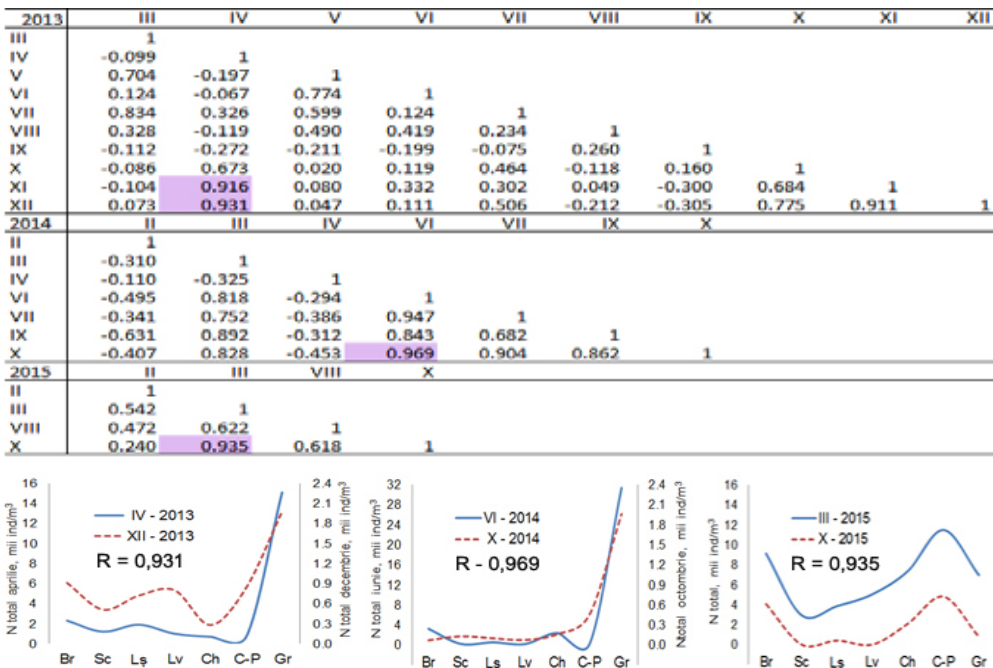 2013 III IV V VI VII VIII IX X XI XII
III 1
IV -0.099 1
V 0.704 -0.197 1
VI 0.124 -0.067 0.774 1
VII 0.834 0.326 0.599 0.124 1
VIII 0.328 -0.119 0.490 0.419 0.234 1
IX -0.112 -0.272 -0.211 -0.199 -0.075 0.260 1
X -0.086 0.673 0.020 0.119 0.464 -0.118 0.160 1
XI -0.104 0.916 0.080 0.332 0.302 0.049 -0.300 0.684 1
XII 0.073 0.931 0.047 0.111 0.506 -0.212 -0.305 0.775 0.911 1
2014 II III IV VI VII IX X
II 1
III -0.310 1
IV -0.110 -0.325 1
VI -0.495 0.818 -0.294 1
VII -0.341 0.752 -0.386 0.947 1
IX -0.631 0.892 -0.312 0.843 0.682 1
X -0.407 0.828 -0.453 0.969 0.904 0.862 1
2015 II III VIII X
II 1
III 0.542 1
VIII 0.472 0.622 1
X 0.240 0.935 0.618 1
N total aprilie, mii ind/m³
16
14
12
10
8
6
4
2
0
IV - 2013
XII - 2013
R = 0,931
2.4
2.1
1.8
1.5
1.2
0.9
0.6
0.3
0.0
N total decembrie, mii ind/m³
Br Sc Lș Lv Ch C-P Gr
N total iunie, mii ind/m³
32
28
24
20
16
12
8
4
0
VI - 2014
X - 2014
R - 0,969
2.4
2.1
1.8
1.5
1.2
0.9
0.6
0.3
0.0
Ntotal octombrie, mii ind/m³
Br Sc Ls Lv Ch C-P Gr
N total, mii ind/m³
16
14
12
10
8
6
4
2
0
III - 2015
X - 2015
R = 0,935
Br Sc Lș Lv Ch C-P Gr